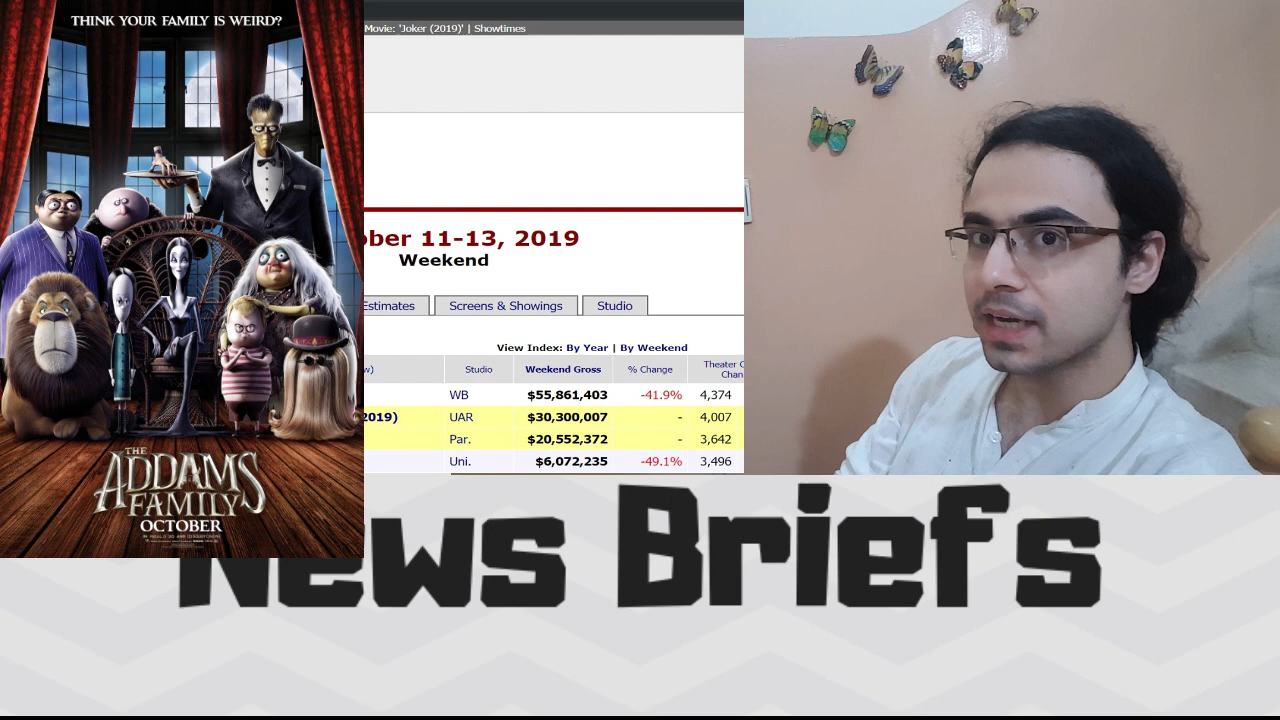 THINK YOUR FAMILY IS WEIRD?
THE
ADDAMS
FAMILY
OCTOBER
Movie: 'Joker (2019)' | Showtimes
ber 11-13, 2019
Weekend
Estimates
Screens & Showings
Studio
View Index: By Year | By Weekend
Studio Weekend Gross % Change Theater
WB $55,861,403 -41.9% 4,374
2019) UAR $30,300,007 - 4,007
Par. $20,552,372 - 3,642
Uni. $6,072,235 -49.1% 3,496
News Briefs